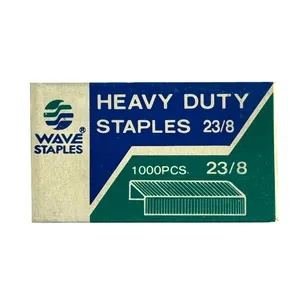 WAVE®
STAPLES
HEAVY DUTY
STAPLES 23/8
1000PCS. 23/8